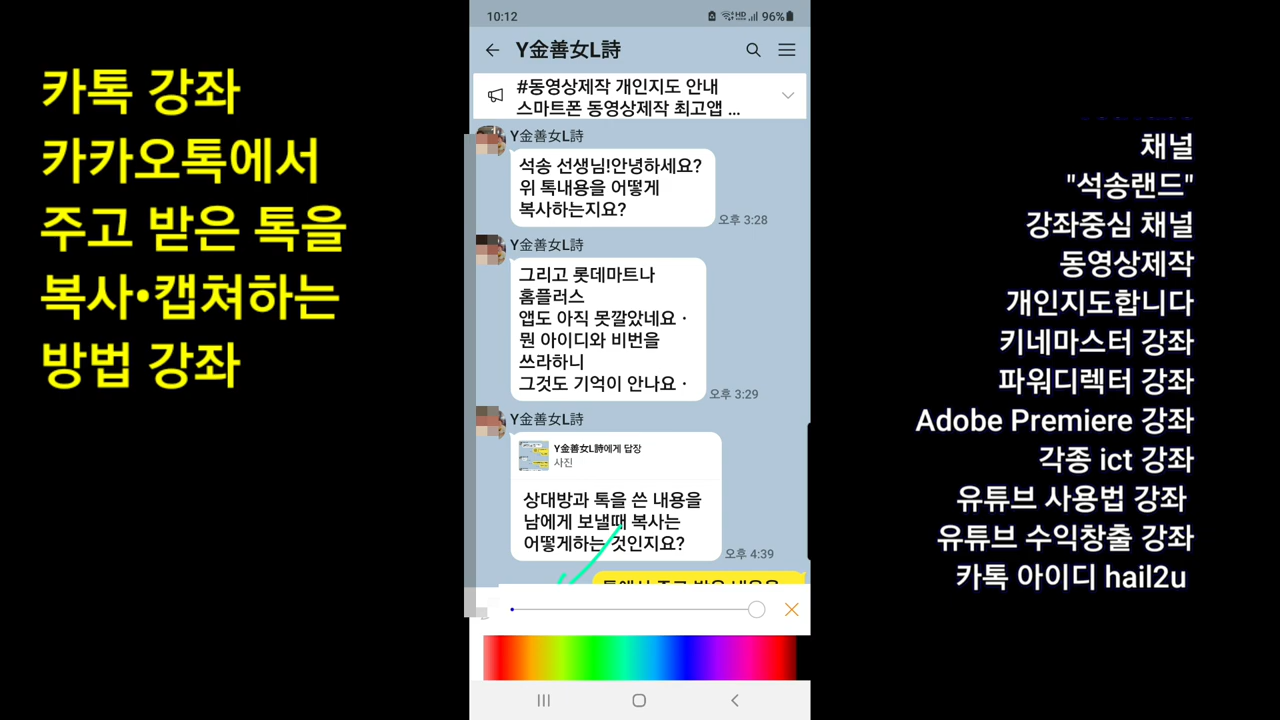 카톡 강좌
카카오톡에서
주고 받은 톡을
복사•캡쳐하는
방법 강좌
10:12
HD
96%
Y金善女L詩
#동영상제작 개인지도 안내
스마트폰 동영상제작 최고앱 ...
Y金善女L詩
석송 선생님!안녕하세요?
위 톡내용을 어떻게
복사하는지요?
오후 3:28
Y金善女L詩
그리고 롯데마트나
홈플러스
앱도 아직 못깔았네요 ·
뭔 아이디와 비번을
쓰라하니
그것도 기억이 안나요 ·
오후 3:29
Y金善女L詩
Y金善女L詩에게 답장
사진
상대방과 톡을 쓴 내용을
남에게 보낼때 복사는
어떻게하는 것인지요?
오후 4:39
채널
"석송랜드"
강좌중심 채널
동영상제작
개인지도합니다
키네마스터 강좌
파워디렉터 강좌
Adobe Premiere 강좌
각종 ict 강좌
유튜브 사용법 강좌
유튜브 수익창출 강좌
카톡 아이디 hail2u